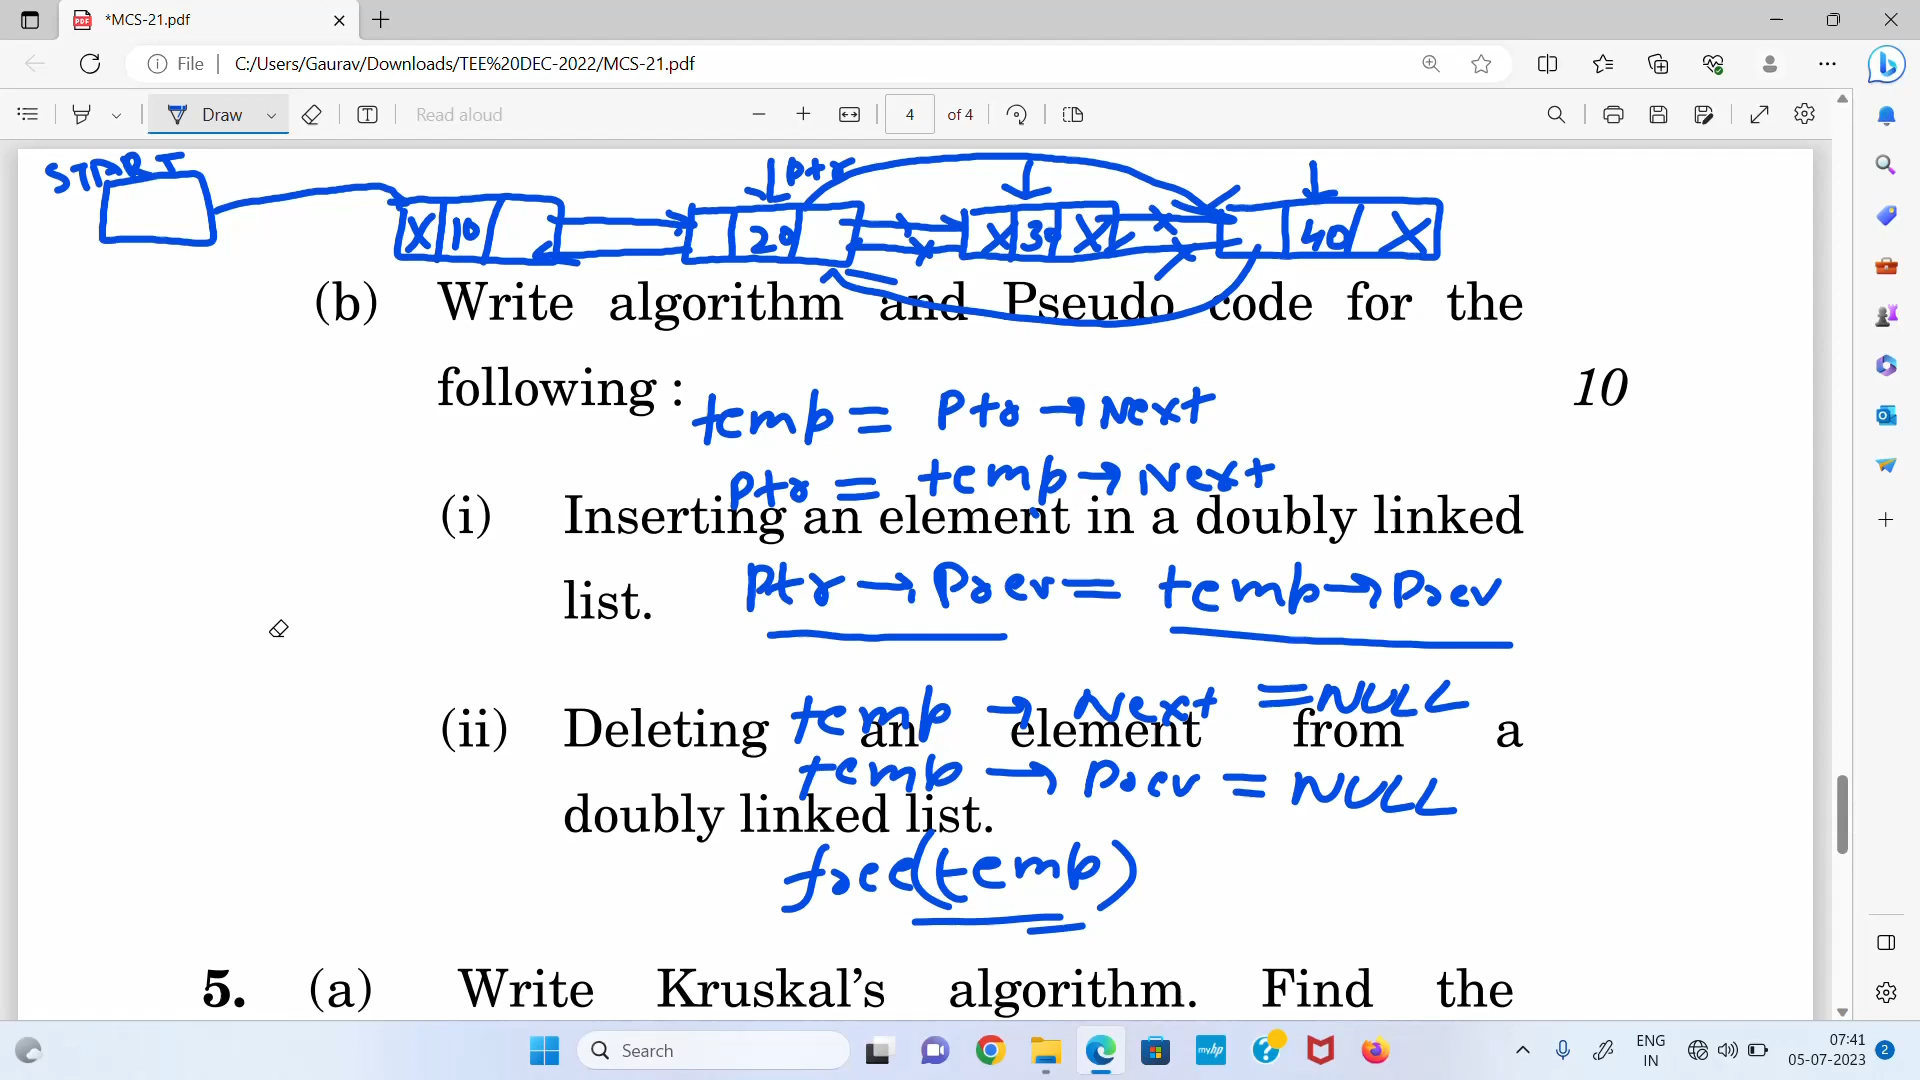 *MCS-21.pdf
File C:/Users/Gaurav/Downloads/TEE%20DEC-2022/MCS-21.pdf
Draw Read aloud 4 of 4
START
ptr
X 10 20 X 30 X 40 X
(b) Write algorithm and Pseudo code for the
following : 10
temp = Ptr → Next
Ptr = temp → Next
(i) Inserting an element in a doubly linked
list.
Ptr → Prev = temp → Prev
temp → Next = NULL
(ii) Deleting an element from a
temp → Prev = NULL
doubly linked list.
free(temp)
5. (a) Write Kruskal's algorithm. Find the
Search
ENG
IN
07:41
05-07-2023
2